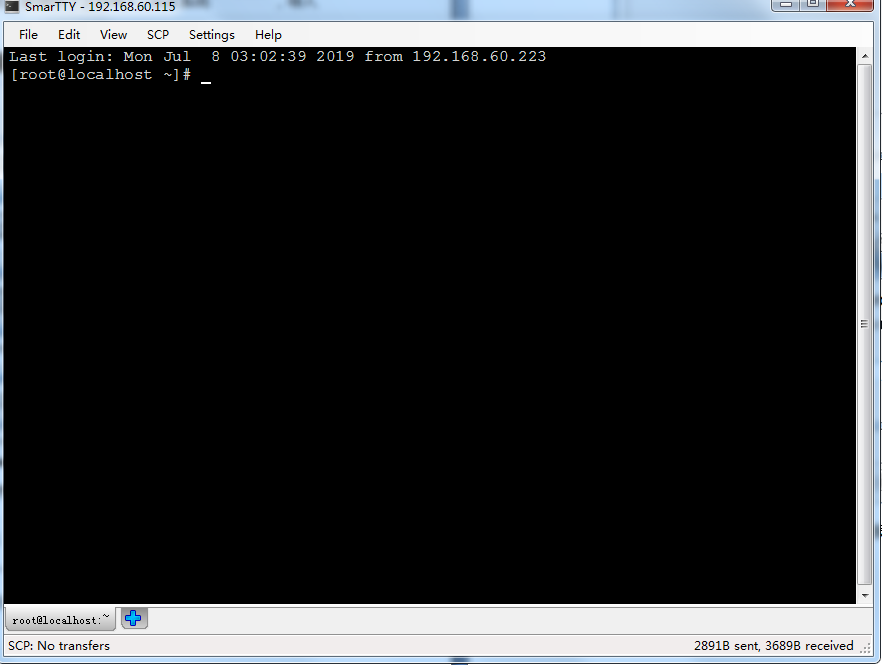 SmarTTY - 192.168.60.115
File Edit View SCP Settings Help
Last login: Mon Jul  8 03:02:39 2019 from 192.168.60.223
[root@localhost ~]# _
root@localhost:~
SCP: No transfers 2891B sent, 3689B received